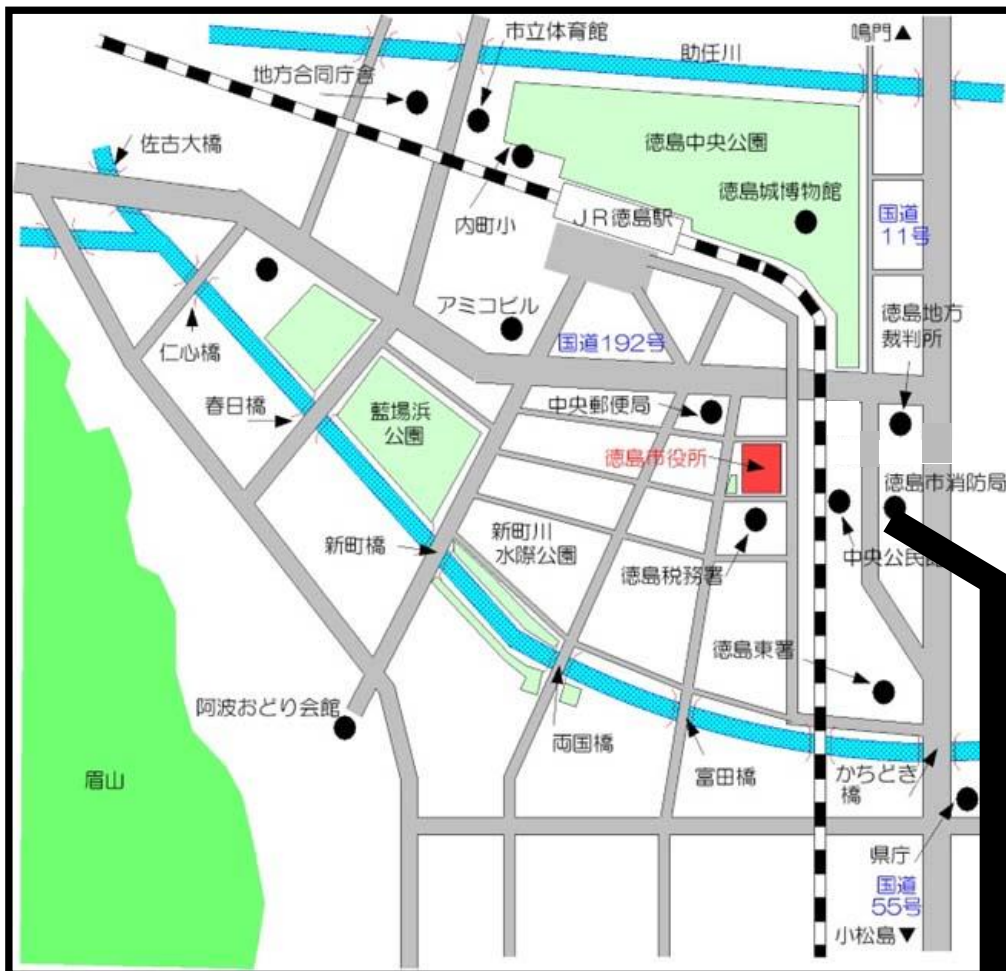 市立体育館
鳴門▲
助任川
地方合同庁舎
佐古大橋
徳島中央公園
徳島城博物館
JR徳島駅
国道
11号
内町小
アミコビル
徳島地方
裁判所
国道192号
仁心橋
春日橋
藍場浜
公園
中央郵便局
徳島市役所
徳島市消防局
新町橋
新町川
水際公園
徳島税務署
中央公民館
徳島東署
阿波おどり会館
両国橋
富田橋
かちどき
橋
眉山
県庁
国道
55号
小松島▼